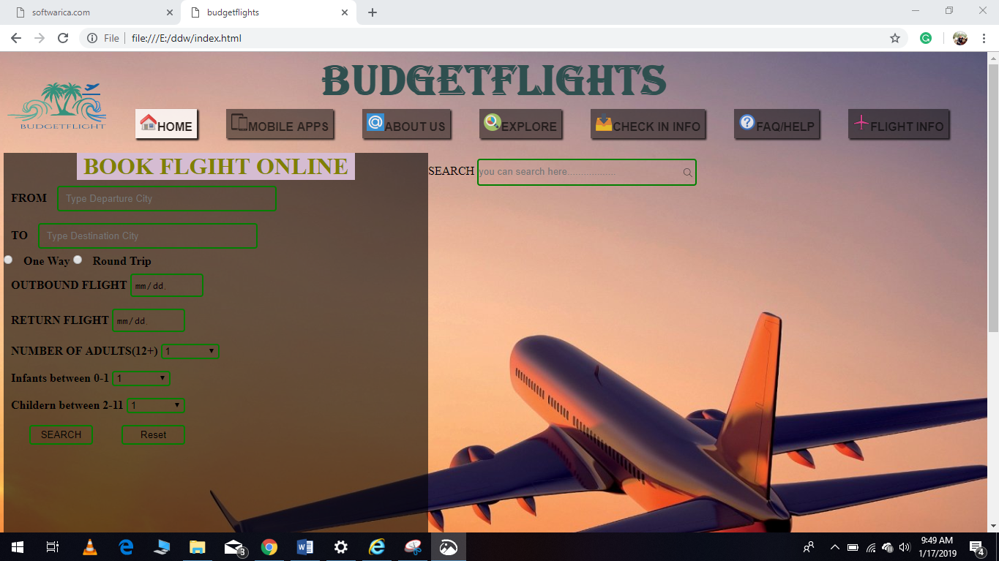 softwarica.com
budgetflights
File
file:///E:/ddw/index.html
BUDGETFLIGHTS
BUDGETFLIGHT
HOME
MOBILE APPS
@ ABOUT US
EXPLORE
CHECK IN INFO
? FAQ/HELP
FLIGHT INFO
BOOK FLGIHT ONLINE
SEARCH you can search here..................
FROM Type Departure City
TO Type Destination City
One Way Round Trip
OUTBOUND FLIGHT mm/dd.
RETURN FLIGHT mm/dd.
NUMBER OF ADULTS(12+) 1
Infants between 0-1 1
Childern between 2-11 1
SEARCH Reset
3
9:49 AM
1/17/2019
4